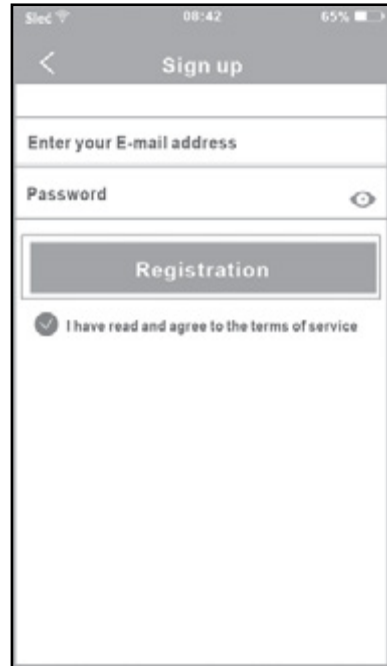 Sieć 08:42 65%
Sign up
Enter your E-mail address
Password
Registration
I have read and agree to the terms of service